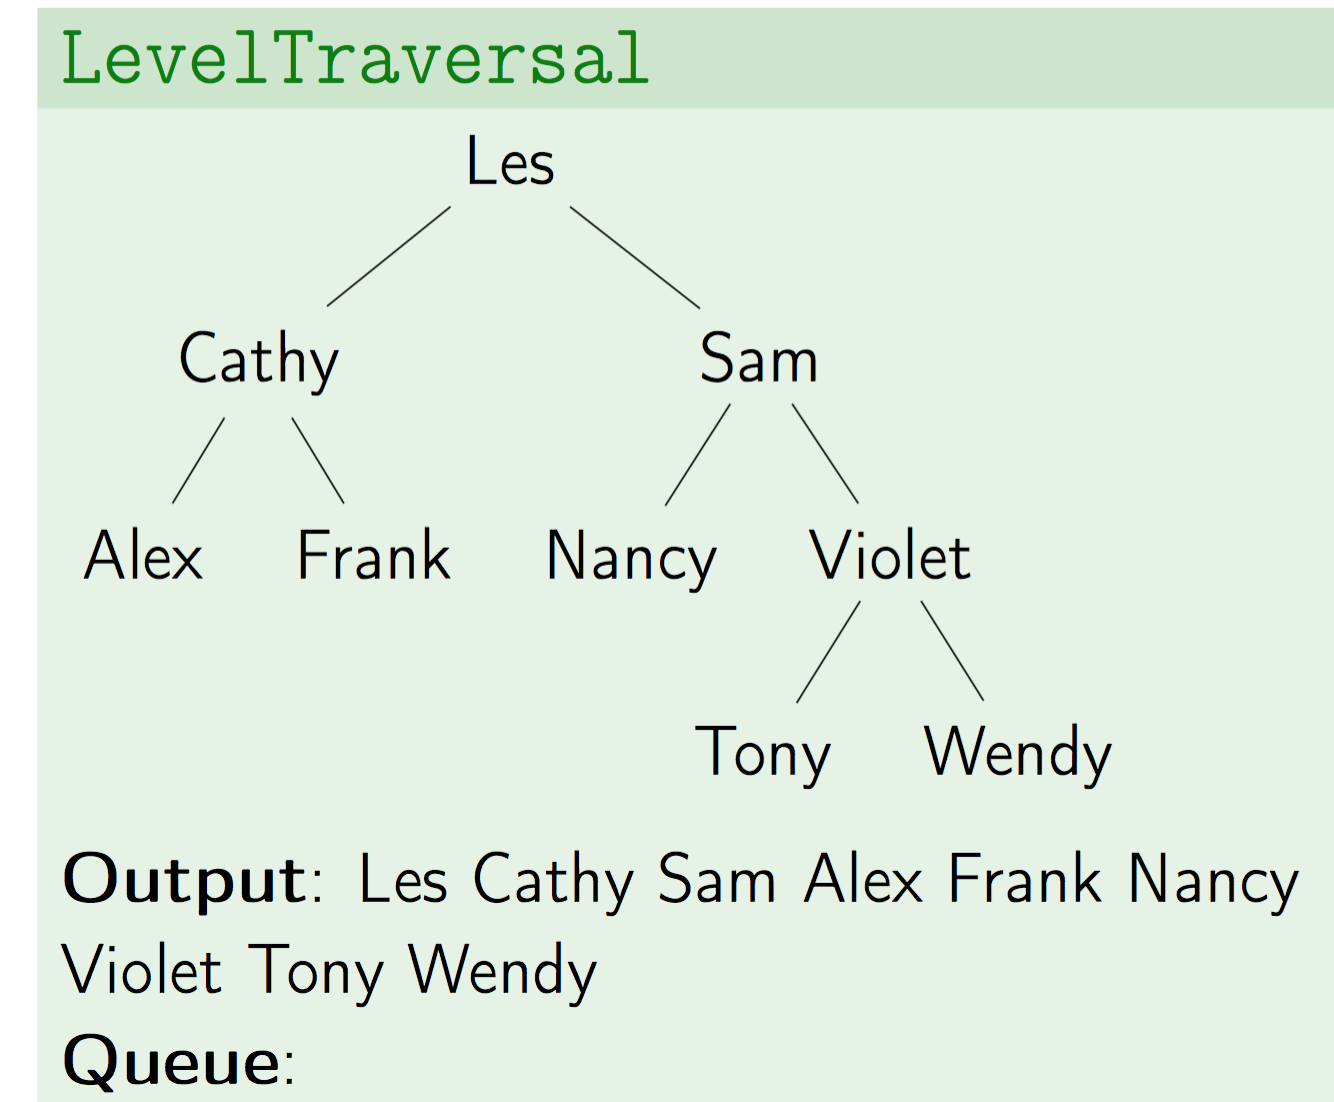 LevelTraversal
Les
Cathy Sam
Alex Frank Nancy Violet
Tony Wendy
Output: Les Cathy Sam Alex Frank Nancy
Violet Tony Wendy
Queue: